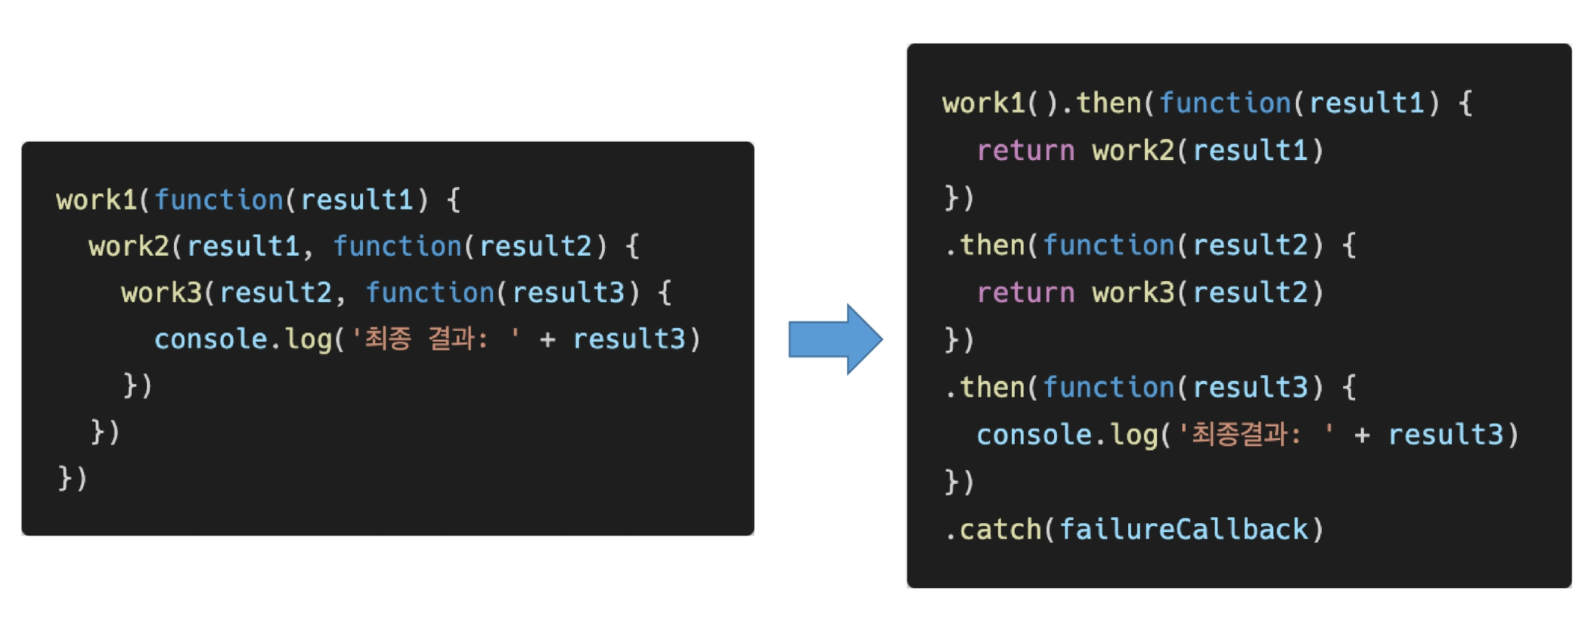 work1(function(result1) {
  work2(result1, function(result2) {
    work3(result2, function(result3) {
      console.log('최종 결과: ' + result3)
    })
  })
})
work1().then(function(result1) {
  return work2(result1)
})
.then(function(result2) {
  return work3(result2)
})
.then(function(result3) {
  console.log('최종결과: ' + result3)
})
.catch(failureCallback)